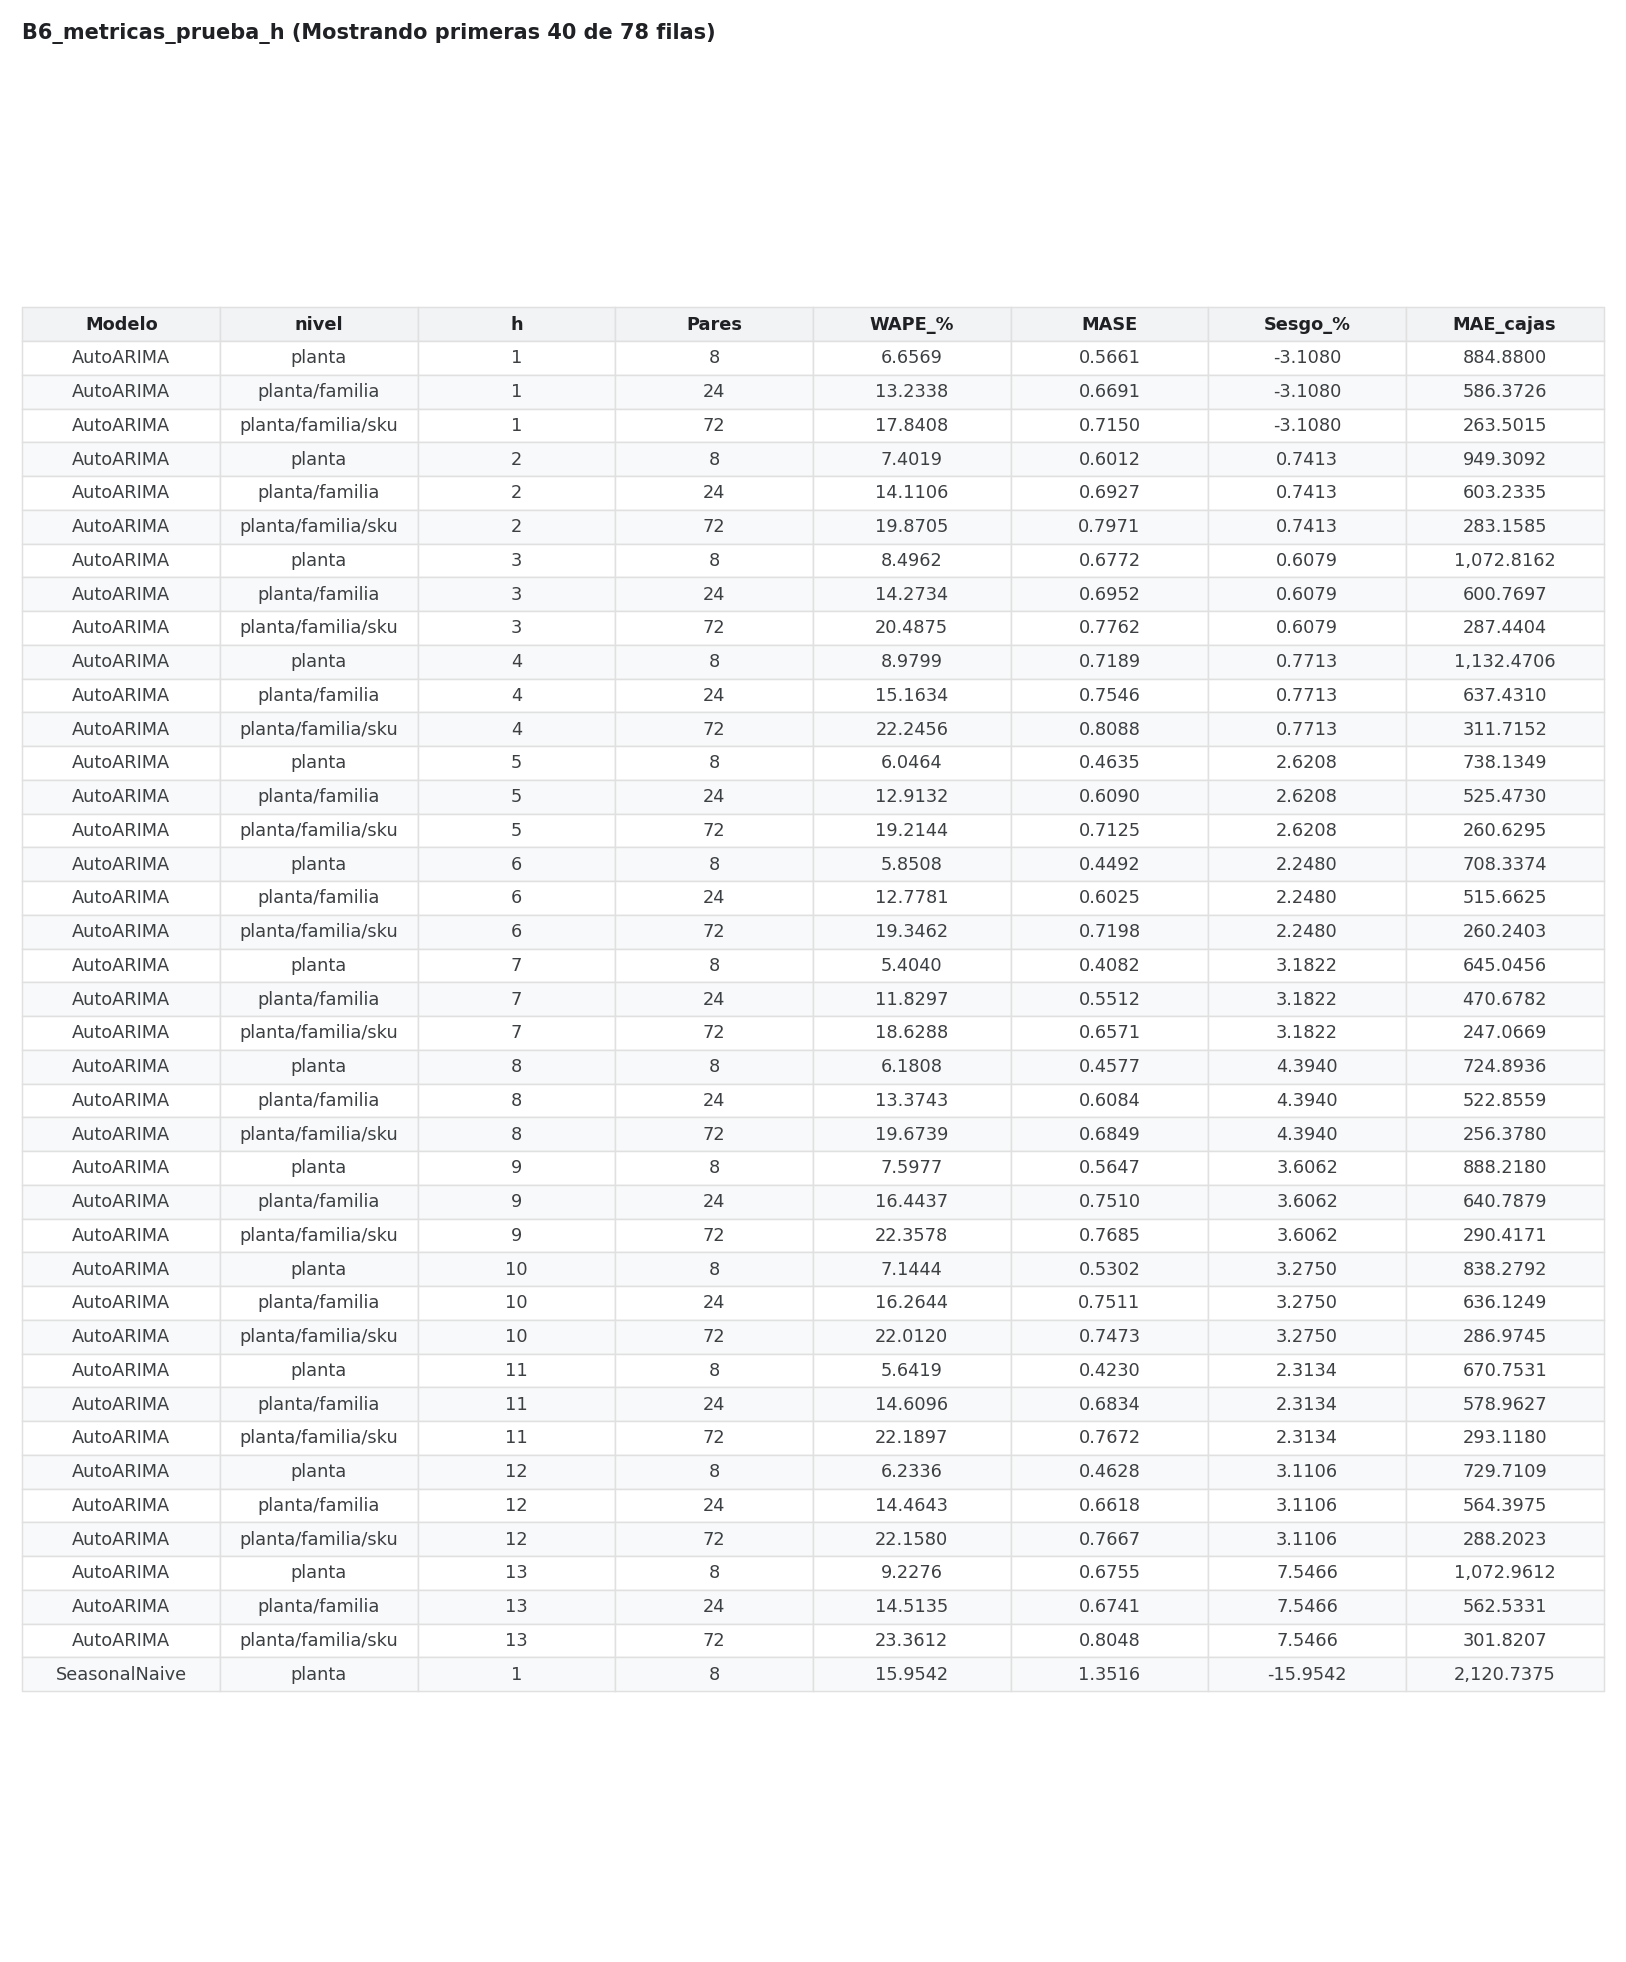 B6_metricas_prueba_h (Mostrando primeras 40 de 78 filas)
Modelo nivel h Pares WAPE_% MASE Sesgo_% MAE_cajas
AutoARIMA planta 1 8 6.6569 0.5661 -3.1080 884.8800
AutoARIMA planta/familia 1 24 13.2338 0.6691 -3.1080 586.3726
AutoARIMA planta/familia/sku 1 72 17.8408 0.7150 -3.1080 263.5015
AutoARIMA planta 2 8 7.4019 0.6012 0.7413 949.3092
AutoARIMA planta/familia 2 24 14.1106 0.6927 0.7413 603.2335
AutoARIMA planta/familia/sku 2 72 19.8705 0.7971 0.7413 283.1585
AutoARIMA planta 3 8 8.4962 0.6772 0.6079 1,072.8162
AutoARIMA planta/familia 3 24 14.2734 0.6952 0.6079 600.7697
AutoARIMA planta/familia/sku 3 72 20.4875 0.7762 0.6079 287.4404
AutoARIMA planta 4 8 8.9799 0.7189 0.7713 1,132.4706
AutoARIMA planta/familia 4 24 15.1634 0.7546 0.7713 637.4310
AutoARIMA planta/familia/sku 4 72 22.2456 0.8088 0.7713 311.7152
AutoARIMA planta 5 8 6.0464 0.4635 2.6208 738.1349
AutoARIMA planta/familia 5 24 12.9132 0.6090 2.6208 525.4730
AutoARIMA planta/familia/sku 5 72 19.2144 0.7125 2.6208 260.6295
AutoARIMA planta 6 8 5.8508 0.4492 2.2480 708.3374
AutoARIMA planta/familia 6 24 12.7781 0.6025 2.2480 515.6625
AutoARIMA planta/familia/sku 6 72 19.3462 0.7198 2.2480 260.2403
AutoARIMA planta 7 8 5.4040 0.4082 3.1822 645.0456
AutoARIMA planta/familia 7 24 11.8297 0.5512 3.1822 470.6782
AutoARIMA planta/familia/sku 7 72 18.6288 0.6571 3.1822 247.0669
AutoARIMA planta 8 8 6.1808 0.4577 4.3940 724.8936
AutoARIMA planta/familia 8 24 13.3743 0.6084 4.3940 522.8559
AutoARIMA planta/familia/sku 8 72 19.6739 0.6849 4.3940 256.3780
AutoARIMA planta 9 8 7.5977 0.5647 3.6062 888.2180
AutoARIMA planta/familia 9 24 16.4437 0.7510 3.6062 640.7879
AutoARIMA planta/familia/sku 9 72 22.3578 0.7685 3.6062 290.4171
AutoARIMA planta 10 8 7.1444 0.5302 3.2750 838.2792
AutoARIMA planta/familia 10 24 16.2644 0.7511 3.2750 636.1249
AutoARIMA planta/familia/sku 10 72 22.0120 0.7473 3.2750 286.9745
AutoARIMA planta 11 8 5.6419 0.4230 2.3134 670.7531
AutoARIMA planta/familia 11 24 14.6096 0.6834 2.3134 578.9627
AutoARIMA planta/familia/sku 11 72 22.1897 0.7672 2.3134 293.1180
AutoARIMA planta 12 8 6.2336 0.4628 3.1106 729.7109
AutoARIMA planta/familia 12 24 14.4643 0.6618 3.1106 564.3975
AutoARIMA planta/familia/sku 12 72 22.1580 0.7667 3.1106 288.2023
AutoARIMA planta 13 8 9.2276 0.6755 7.5466 1,072.9612
AutoARIMA planta/familia 13 24 14.5135 0.6741 7.5466 562.5331
AutoARIMA planta/familia/sku 13 72 23.3612 0.8048 7.5466 301.8207
SeasonalNaive planta 1 8 15.9542 1.3516 -15.9542 2,120.7375